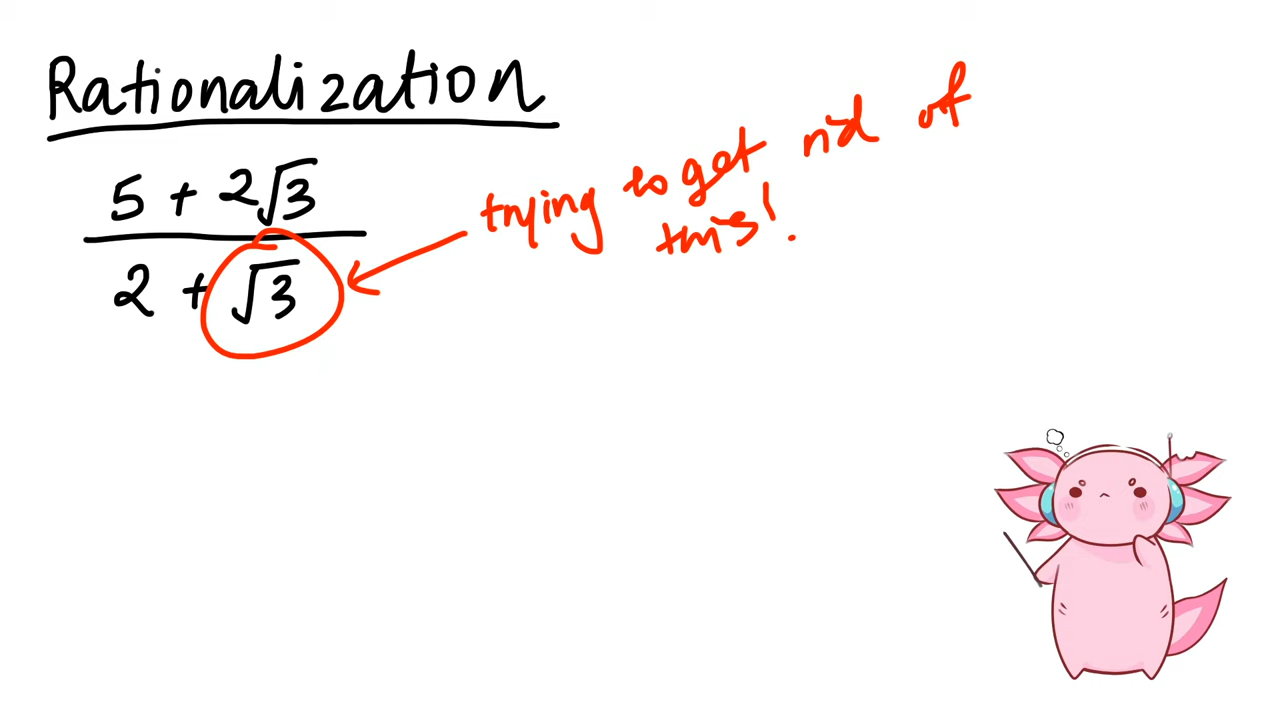 Rationalization
5 + 2√3
2 + √3
trying to get rid of
this!